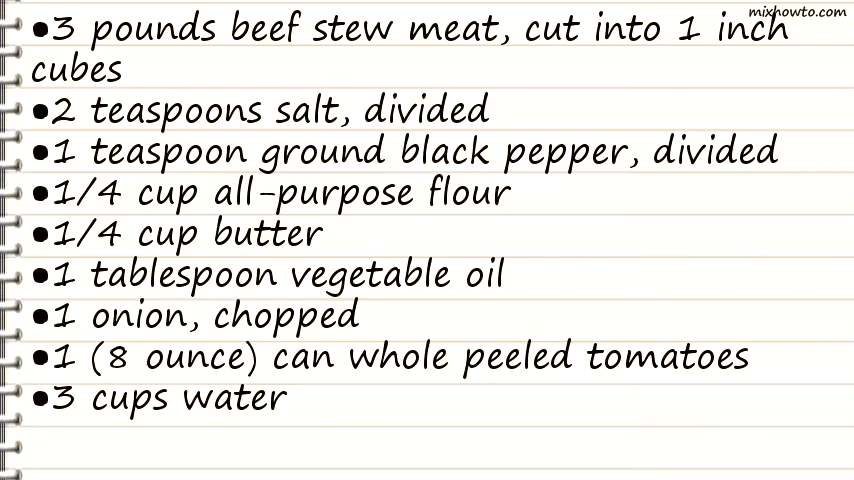 mixhowto.com
•3 pounds beef stew meat, cut into 1 inch
cubes
•2 teaspoons salt, divided
•1 teaspoon ground black pepper, divided
•1/4 cup all-purpose flour
•1/4 cup butter
•1 tablespoon vegetable oil
•1 onion, chopped
•1 (8 ounce) can whole peeled tomatoes
•3 cups water